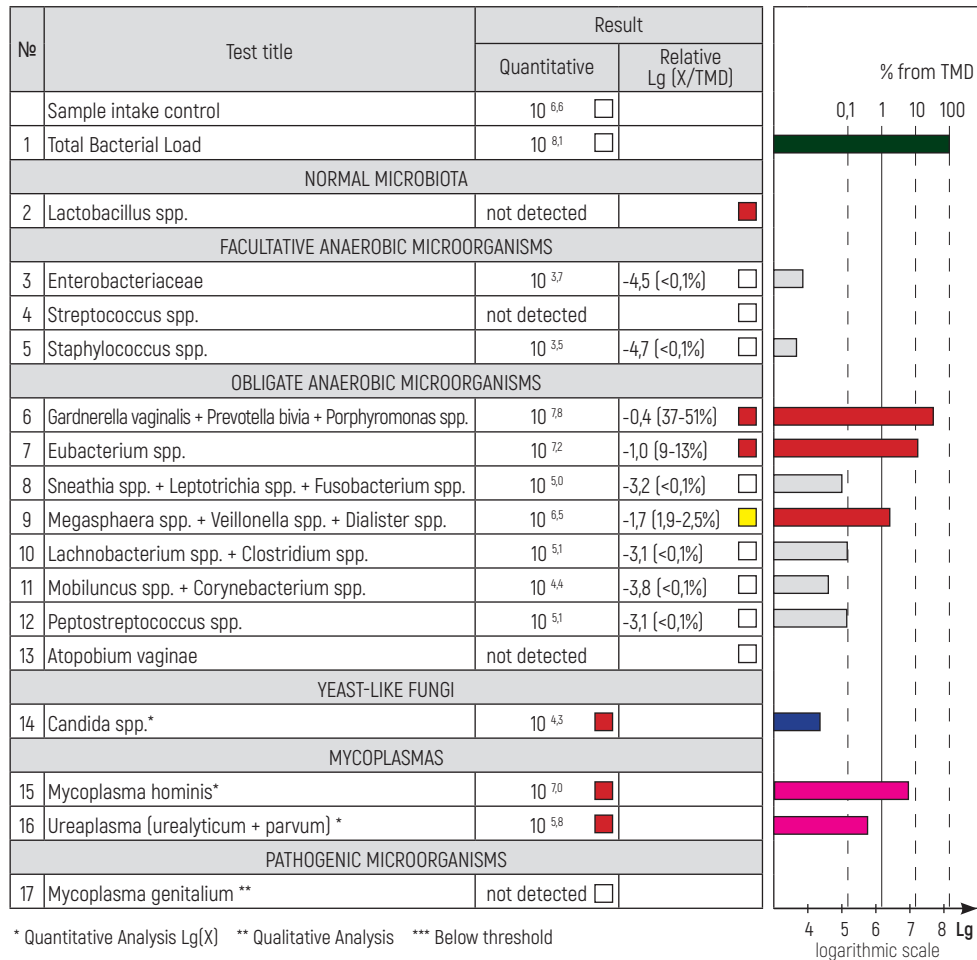 № Test title Result
Quantitative Relative Lg (X/TMD)
% from TMD
0,1 1 10 100
Sample intake control 10 6,6
1 Total Bacterial Load 10 8,1
NORMAL MICROBIOTA
2 Lactobacillus spp. not detected
FACULTATIVE ANAEROBIC MICROORGANISMS
3 Enterobacteriaceae 10 3,7 -4,5 (<0,1%)
4 Streptococcus spp. not detected
5 Staphylococcus spp. 10 3,5 -4,7 (<0,1%)
OBLIGATE ANAEROBIC MICROORGANISMS
6 Gardnerella vaginalis + Prevotella bivia + Porphyromonas spp. 10 7,8 -0,4 (37-51%)
7 Eubacterium spp. 10 7,2 -1,0 (9-13%)
8 Sneathia spp. + Leptotrichia spp. + Fusobacterium spp. 10 5,0 -3,2 (<0,1%)
9 Megasphaera spp. + Veillonella spp. + Dialister spp. 10 6,5 -1,7 (1,9-2,5%)
10 Lachnobacterium spp. + Clostridium spp. 10 5,1 -3,1 (<0,1%)
11 Mobiluncus spp. + Corynebacterium spp. 10 4,4 -3,8 (<0,1%)
12 Peptostreptococcus spp. 10 5,1 -3,1 (<0,1%)
13 Atopobium vaginae not detected
YEAST-LIKE FUNGI
14 Candida spp.* 10 4,3
MYCOPLASMAS
15 Mycoplasma hominis* 10 7,0
16 Ureaplasma (urealyticum + parvum) * 10 5,8
PATHOGENIC MICROORGANISMS
17 Mycoplasma genitalium ** not detected
4 5 6 7 8 Lg
logarithmic scale
* Quantitative Analysis Lg(X) ** Qualitative Analysis *** Below threshold